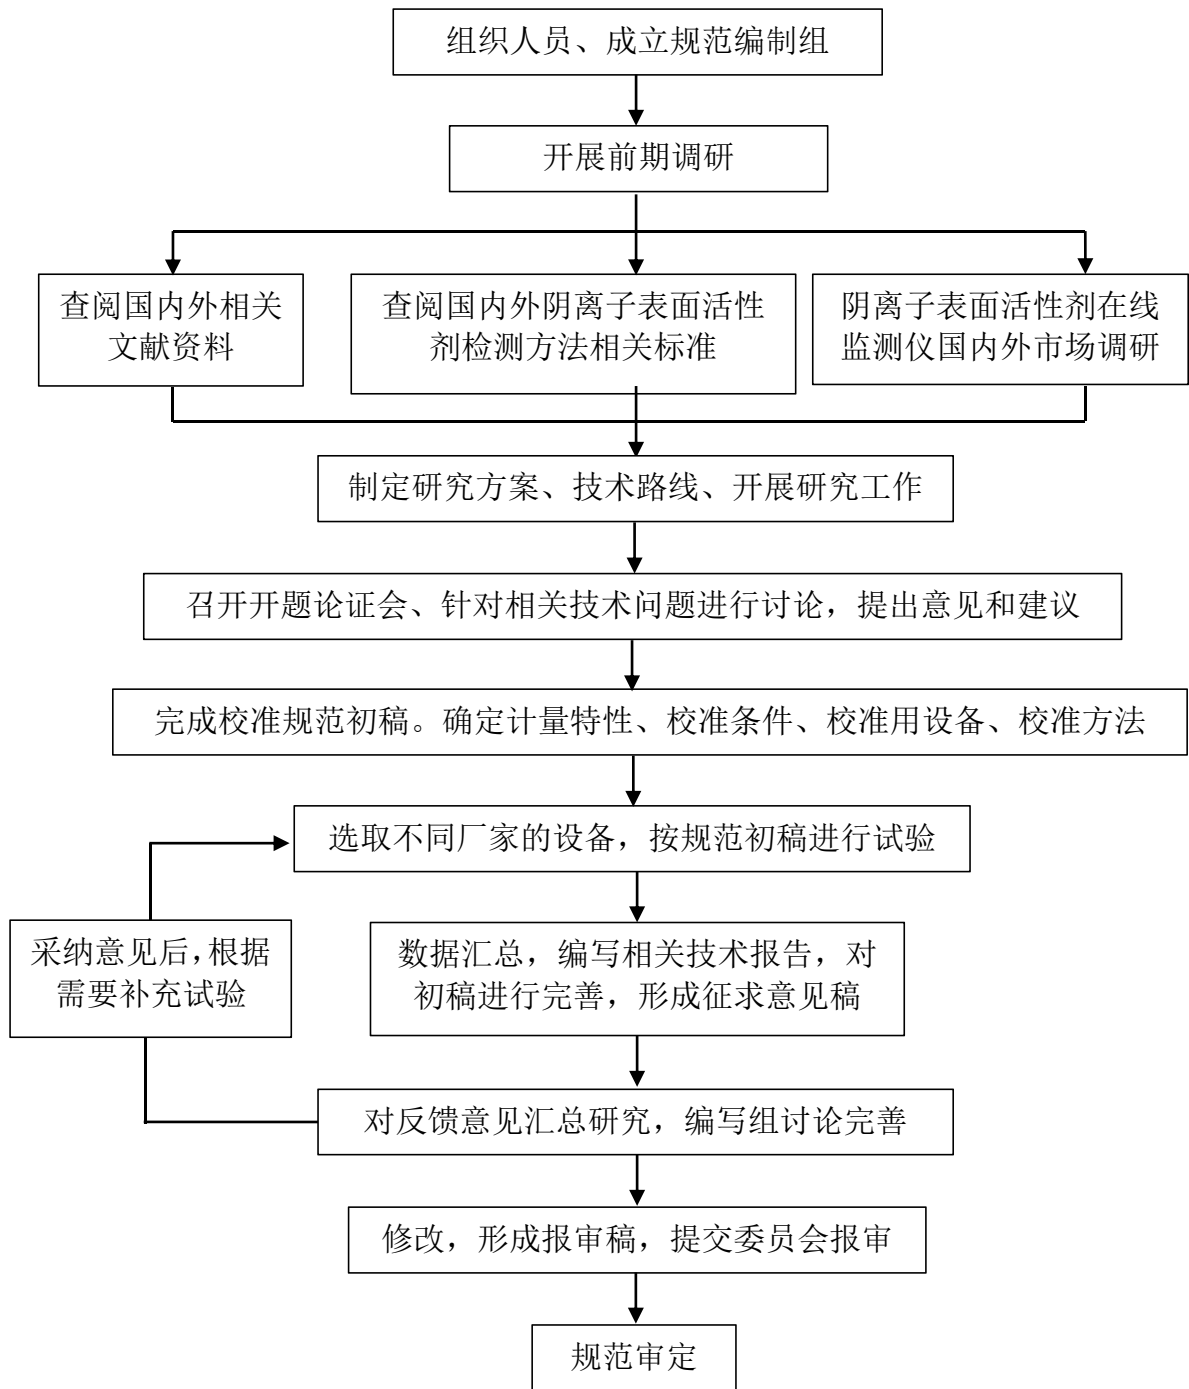 组织人员、成立规范编制组
开展前期调研
查阅国内外相关
文献资料
查阅国内外阴离子表面活性
剂检测方法相关标准
阴离子表面活性剂在线
监测仪国内外市场调研
制定研究方案、技术路线、开展研究工作
召开开题论证会、针对相关技术问题进行讨论，提出意见和建议
完成校准规范初稿。确定计量特性、校准条件、校准用设备、校准方法
选取不同厂家的设备，按规范初稿进行试验
采纳意见后，根据
需要补充试验
数据汇总，编写相关技术报告，对
初稿进行完善，形成征求意见稿
对反馈意见汇总研究，编写组讨论完善
修改，形成报审稿，提交委员会报审
规范审定